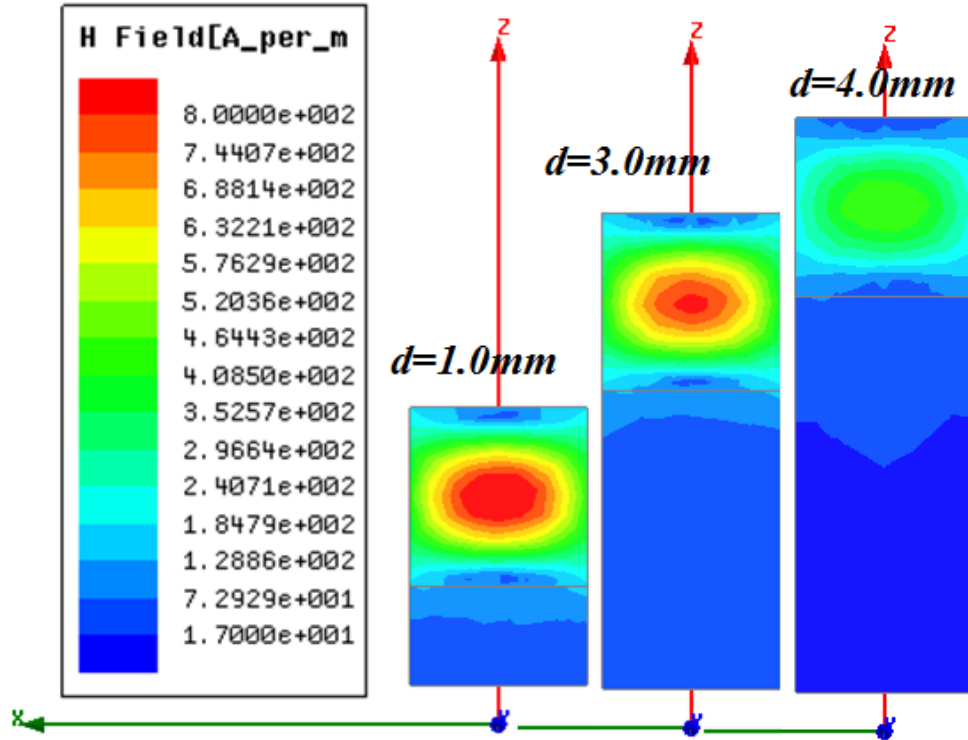 H Field[A_per_m
8.0000e+002
7.4407e+002
6.8814e+002
6.3221e+002
5.7629e+002
5.2036e+002
4.6443e+002
4.0850e+002
3.5257e+002
2.9664e+002
2.4071e+002
1.8479e+002
1.2886e+002
7.2929e+001
1.7000e+001
Z
Z
Z
d=4.0mm
d=3.0mm
d=1.0mm
X
Y
Y
Y